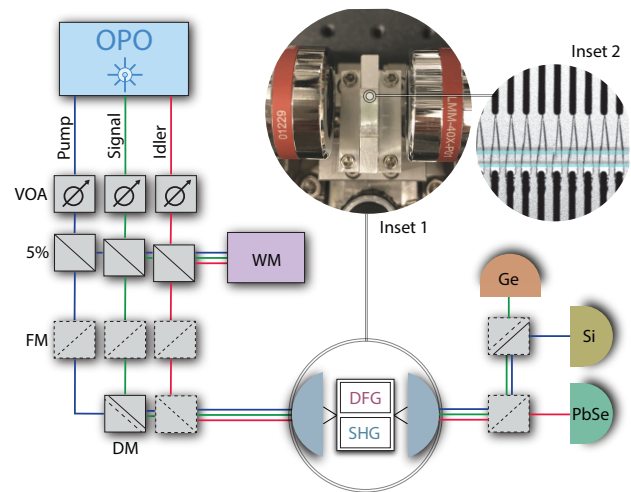 OPO
Pump
Signal
Idler
VOA
5%
WM
FM
DM
01229
LMM-40X-P01
Inset 1
Inset 2
DFG
SHG
Ge
Si
PbSe